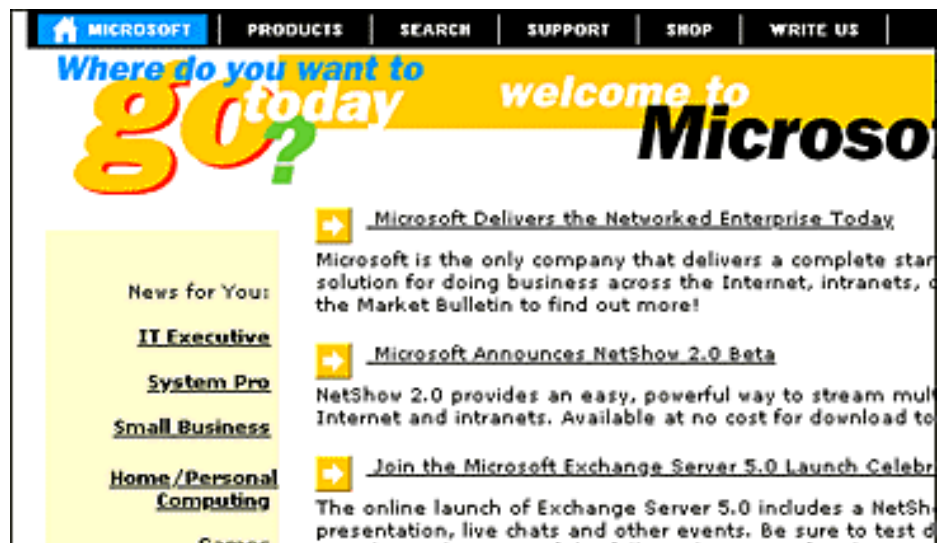 MICROSOFT PRODUCTS SEARCH SUPPORT SHOP WRITE US
Where do you want to
go today
?
welcome to
Microsof
Microsoft Delivers the Networked Enterprise Today
Microsoft is the only company that delivers a complete star
solution for doing business across the Internet, intranets,
the Market Bulletin to find out more!
Microsoft Announces NetShow 2.0 Beta
NetShow 2.0 provides an easy, powerful way to stream mul
Internet and intranets. Available at no cost for download to
Join the Microsoft Exchange Server 5.0 Launch Celebr
The online launch of Exchange Server 5.0 includes a NetSh
presentation, live chats and other events. Be sure to test d
News for You:
IT Executive
System Pro
Small Business
Home/Personal
Computing
Games